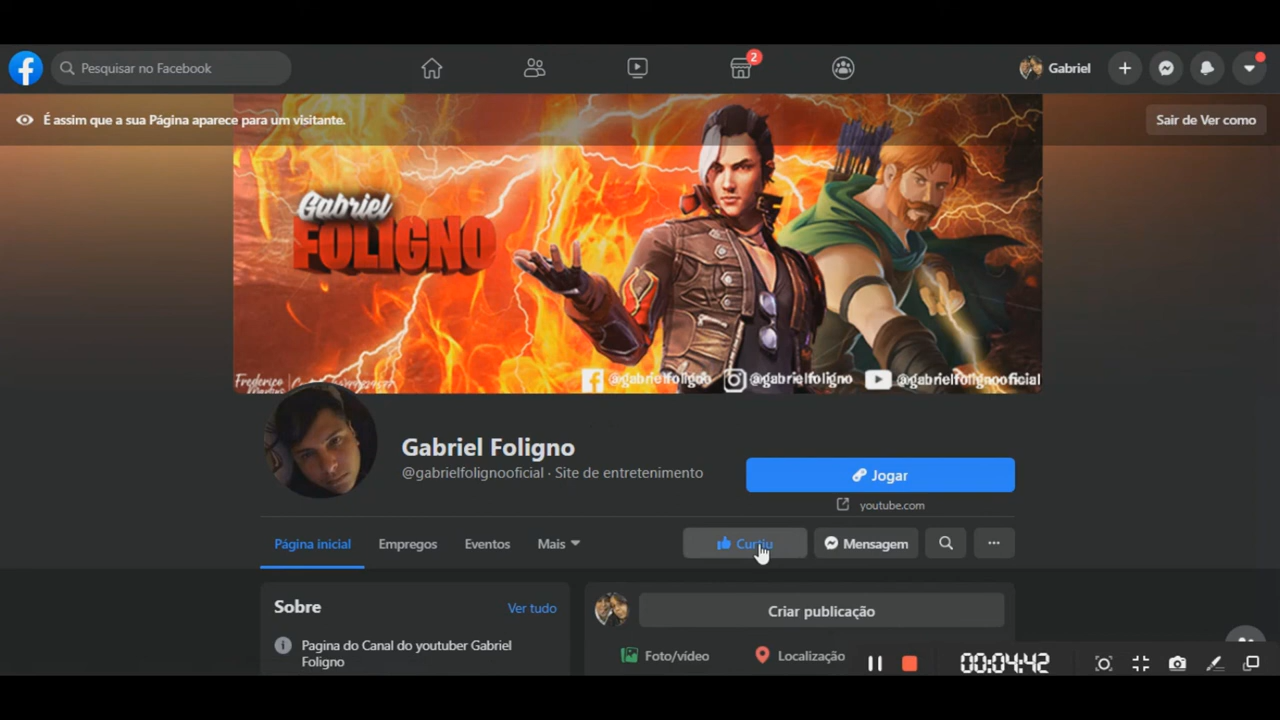 Pesquisar no Facebook
2
Gabriel
É assim que a sua Página aparece para um visitante.
Sair de Ver como
Gabriel
FOLIGNO
Frederico
@gabrielfoligno
@gabrielfoligno
@gabrielfolignooficial
Gabriel Foligno
@gabrielfolignooficial · Site de entretenimento
Jogar
youtube.com
Página inicial
Empregos
Eventos
Mais
Curtiu
Mensagem
Sobre
Ver tudo
Criar publicação
Pagina do Canal do youtuber Gabriel
Foligno
Foto/vídeo
Localização
00:04:42